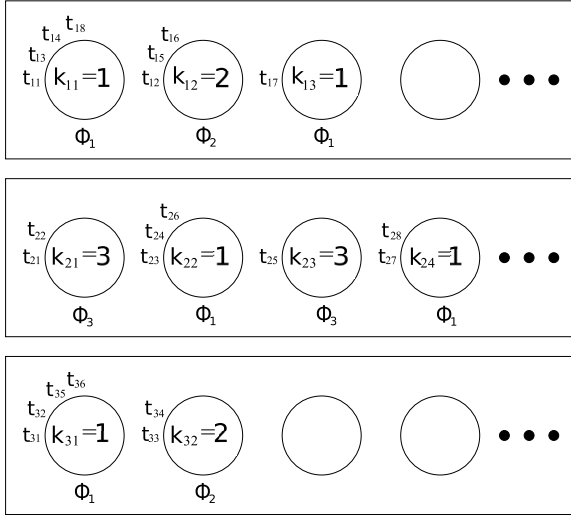 t₁₄ t₁₈ t₁₆
t₁₃ t₁₅
t₁₁ k₁₁=1 t₁₂ k₁₂=2 t₁₇ k₁₃=1
Φ₁ Φ₂ Φ₁
t₂₂ t₂₄ t₂₆ t₂₈
t₂₁ k₂₁=3 t₂₃ k₂₂=1 t₂₅ k₂₃=3 t₂₇ k₂₄=1
Φ₃ Φ₁ Φ₃ Φ₁
t₃₅ t₃₆
t₃₂ t₃₄
t₃₁ k₃₁=1 t₃₃ k₃₂=2
Φ₁ Φ₂